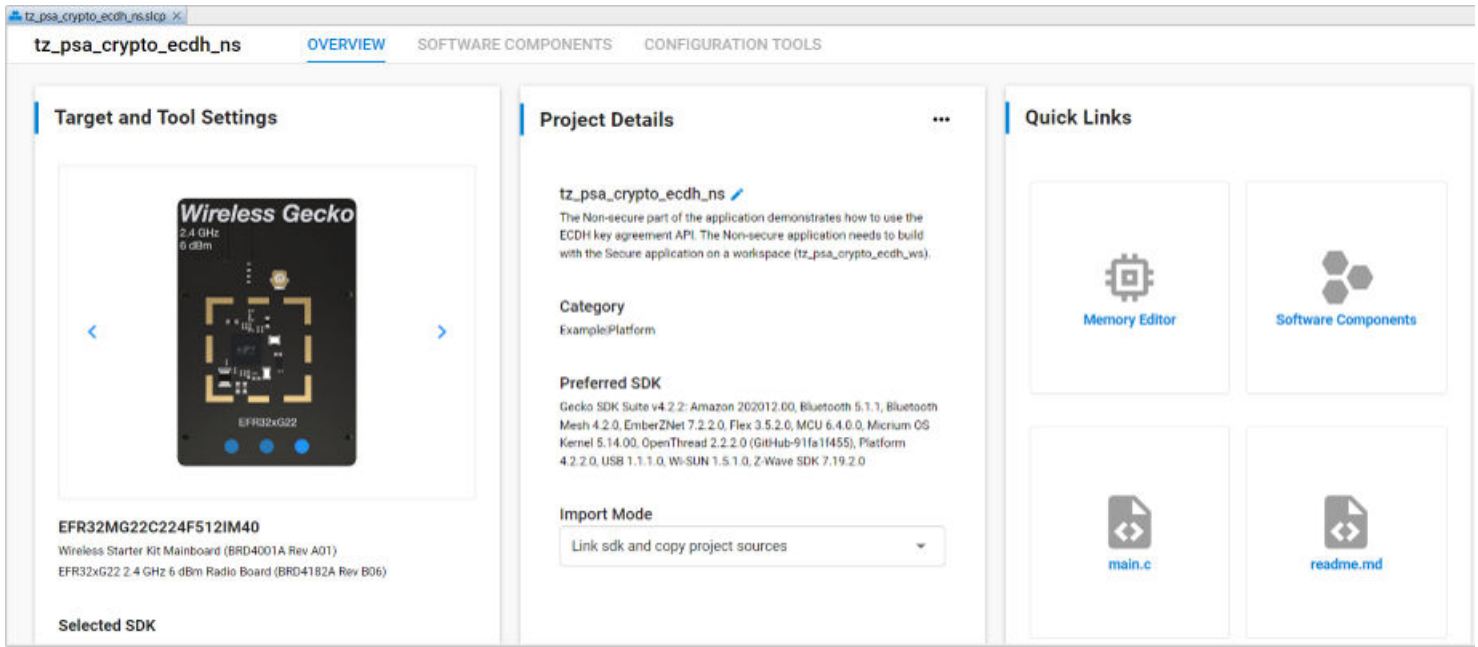 tz_psa_crypto_ecdh_ns.slcp
tz_psa_crypto_ecdh_ns
OVERVIEW
SOFTWARE COMPONENTS
CONFIGURATION TOOLS
Target and Tool Settings
Wireless Gecko
2.4 GHz
6 dBm
EFR32xG22
EFR32MG22C224F512IM40
Wireless Starter Kit Mainboard (BRD4001A Rev A01)
EFR32xG22 2.4 GHz 6 dBm Radio Board (BRD4182A Rev B06)
Selected SDK
Project Details
tz_psa_crypto_ecdh_ns
The Non-secure part of the application demonstrates how to use the
ECDH key agreement API. The Non-secure application needs to build
with the Secure application on a workspace (tz_psa_crypto_ecdh_ws).
Category
Example|Platform
Preferred SDK
Gecko SDK Suite v4.2.2: Amazon 202012.00, Bluetooth 5.1.1, Bluetooth
Mesh 4.2.0, EmberZNet 7.2.2.0, Flex 3.5.2.0, MCU 6.4.0.0, Micrium OS
Kernel 5.14.00, OpenThread 2.2.2.0 (GitHub-91fa1f455), Platform
4.2.2.0, USB 1.1.1.0, Wi-SUN 1.5.1.0, Z-Wave SDK 7.19.2.0
Import Mode
Link sdk and copy project sources
Quick Links
Memory Editor
Software Components
main.c
readme.md